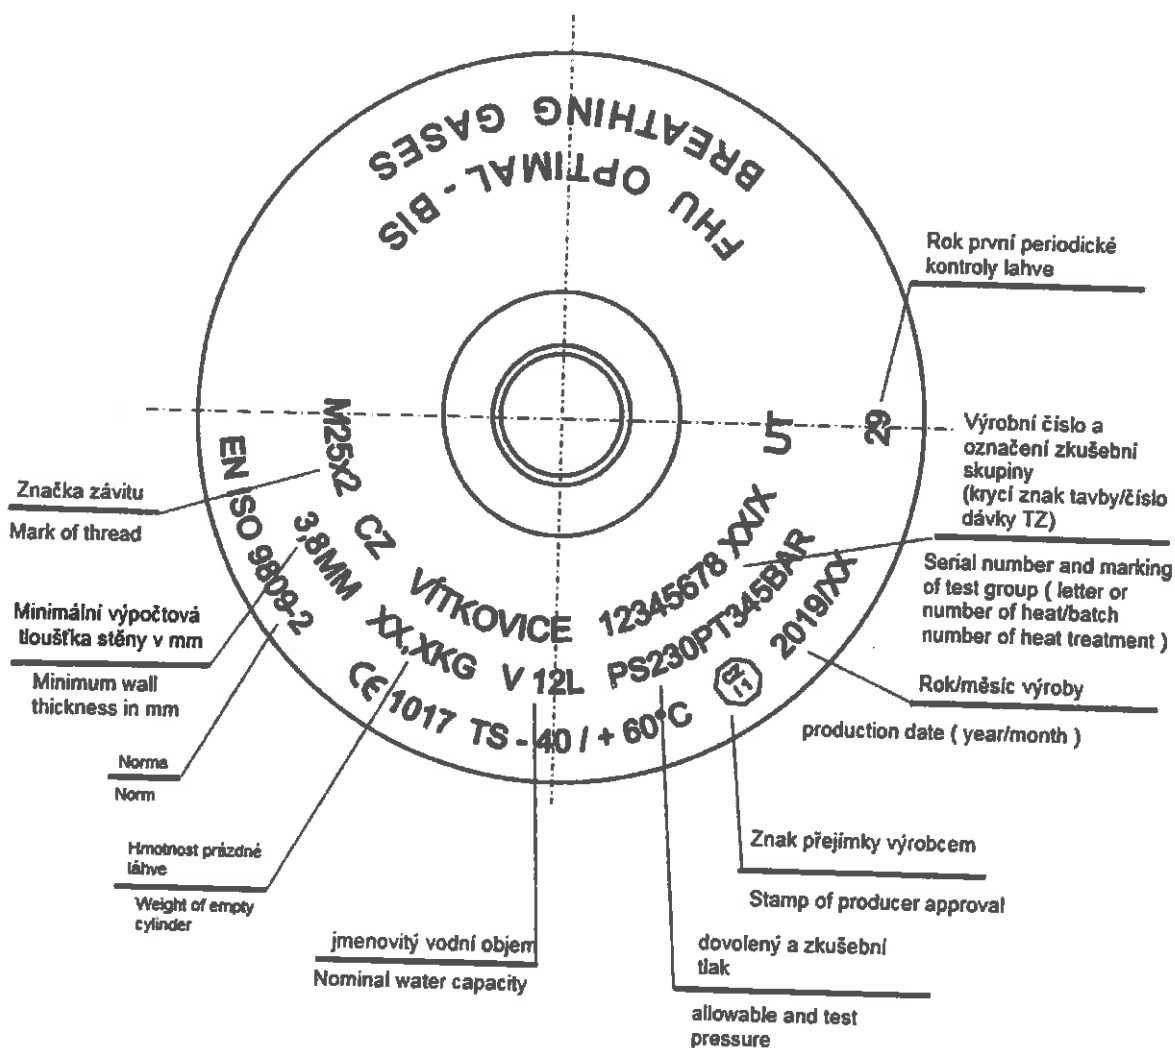 BREATHING GASES
FHU OPTIMAL - BIS
Rok první periodické
kontroly lahve
29
UT
M25x2 CZ VÍTKOVICE 12345678 XX/X
3,8MM XX,XKG V 12L PS230PT345BAR
EN ISO 9809-2 CE 1017 TS - 40 / + 60°C CZ 11 2019/XX
Výrobní číslo a
označení zkušební
skupiny
(krycí znak tavby/číslo
dávky TZ)
Serial number and marking
of test group ( letter or
number of heat/batch
number of heat treatment )
Značka závitu
Mark of thread
Minimální výpočtová
tloušťka stěny v mm
Minimum wall
thickness in mm
Rok/měsíc výroby
production date ( year/month )
Norma
Norm
Hmotnost prázdné
láhve
Weight of empty
cylinder
Znak přejímky výrobcem
Stamp of producer approval
jmenovitý vodní objem
Nominal water capacity
dovolený a zkušební
tlak
allowable and test
pressure